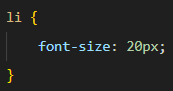 li {
    font-size: 20px;
}